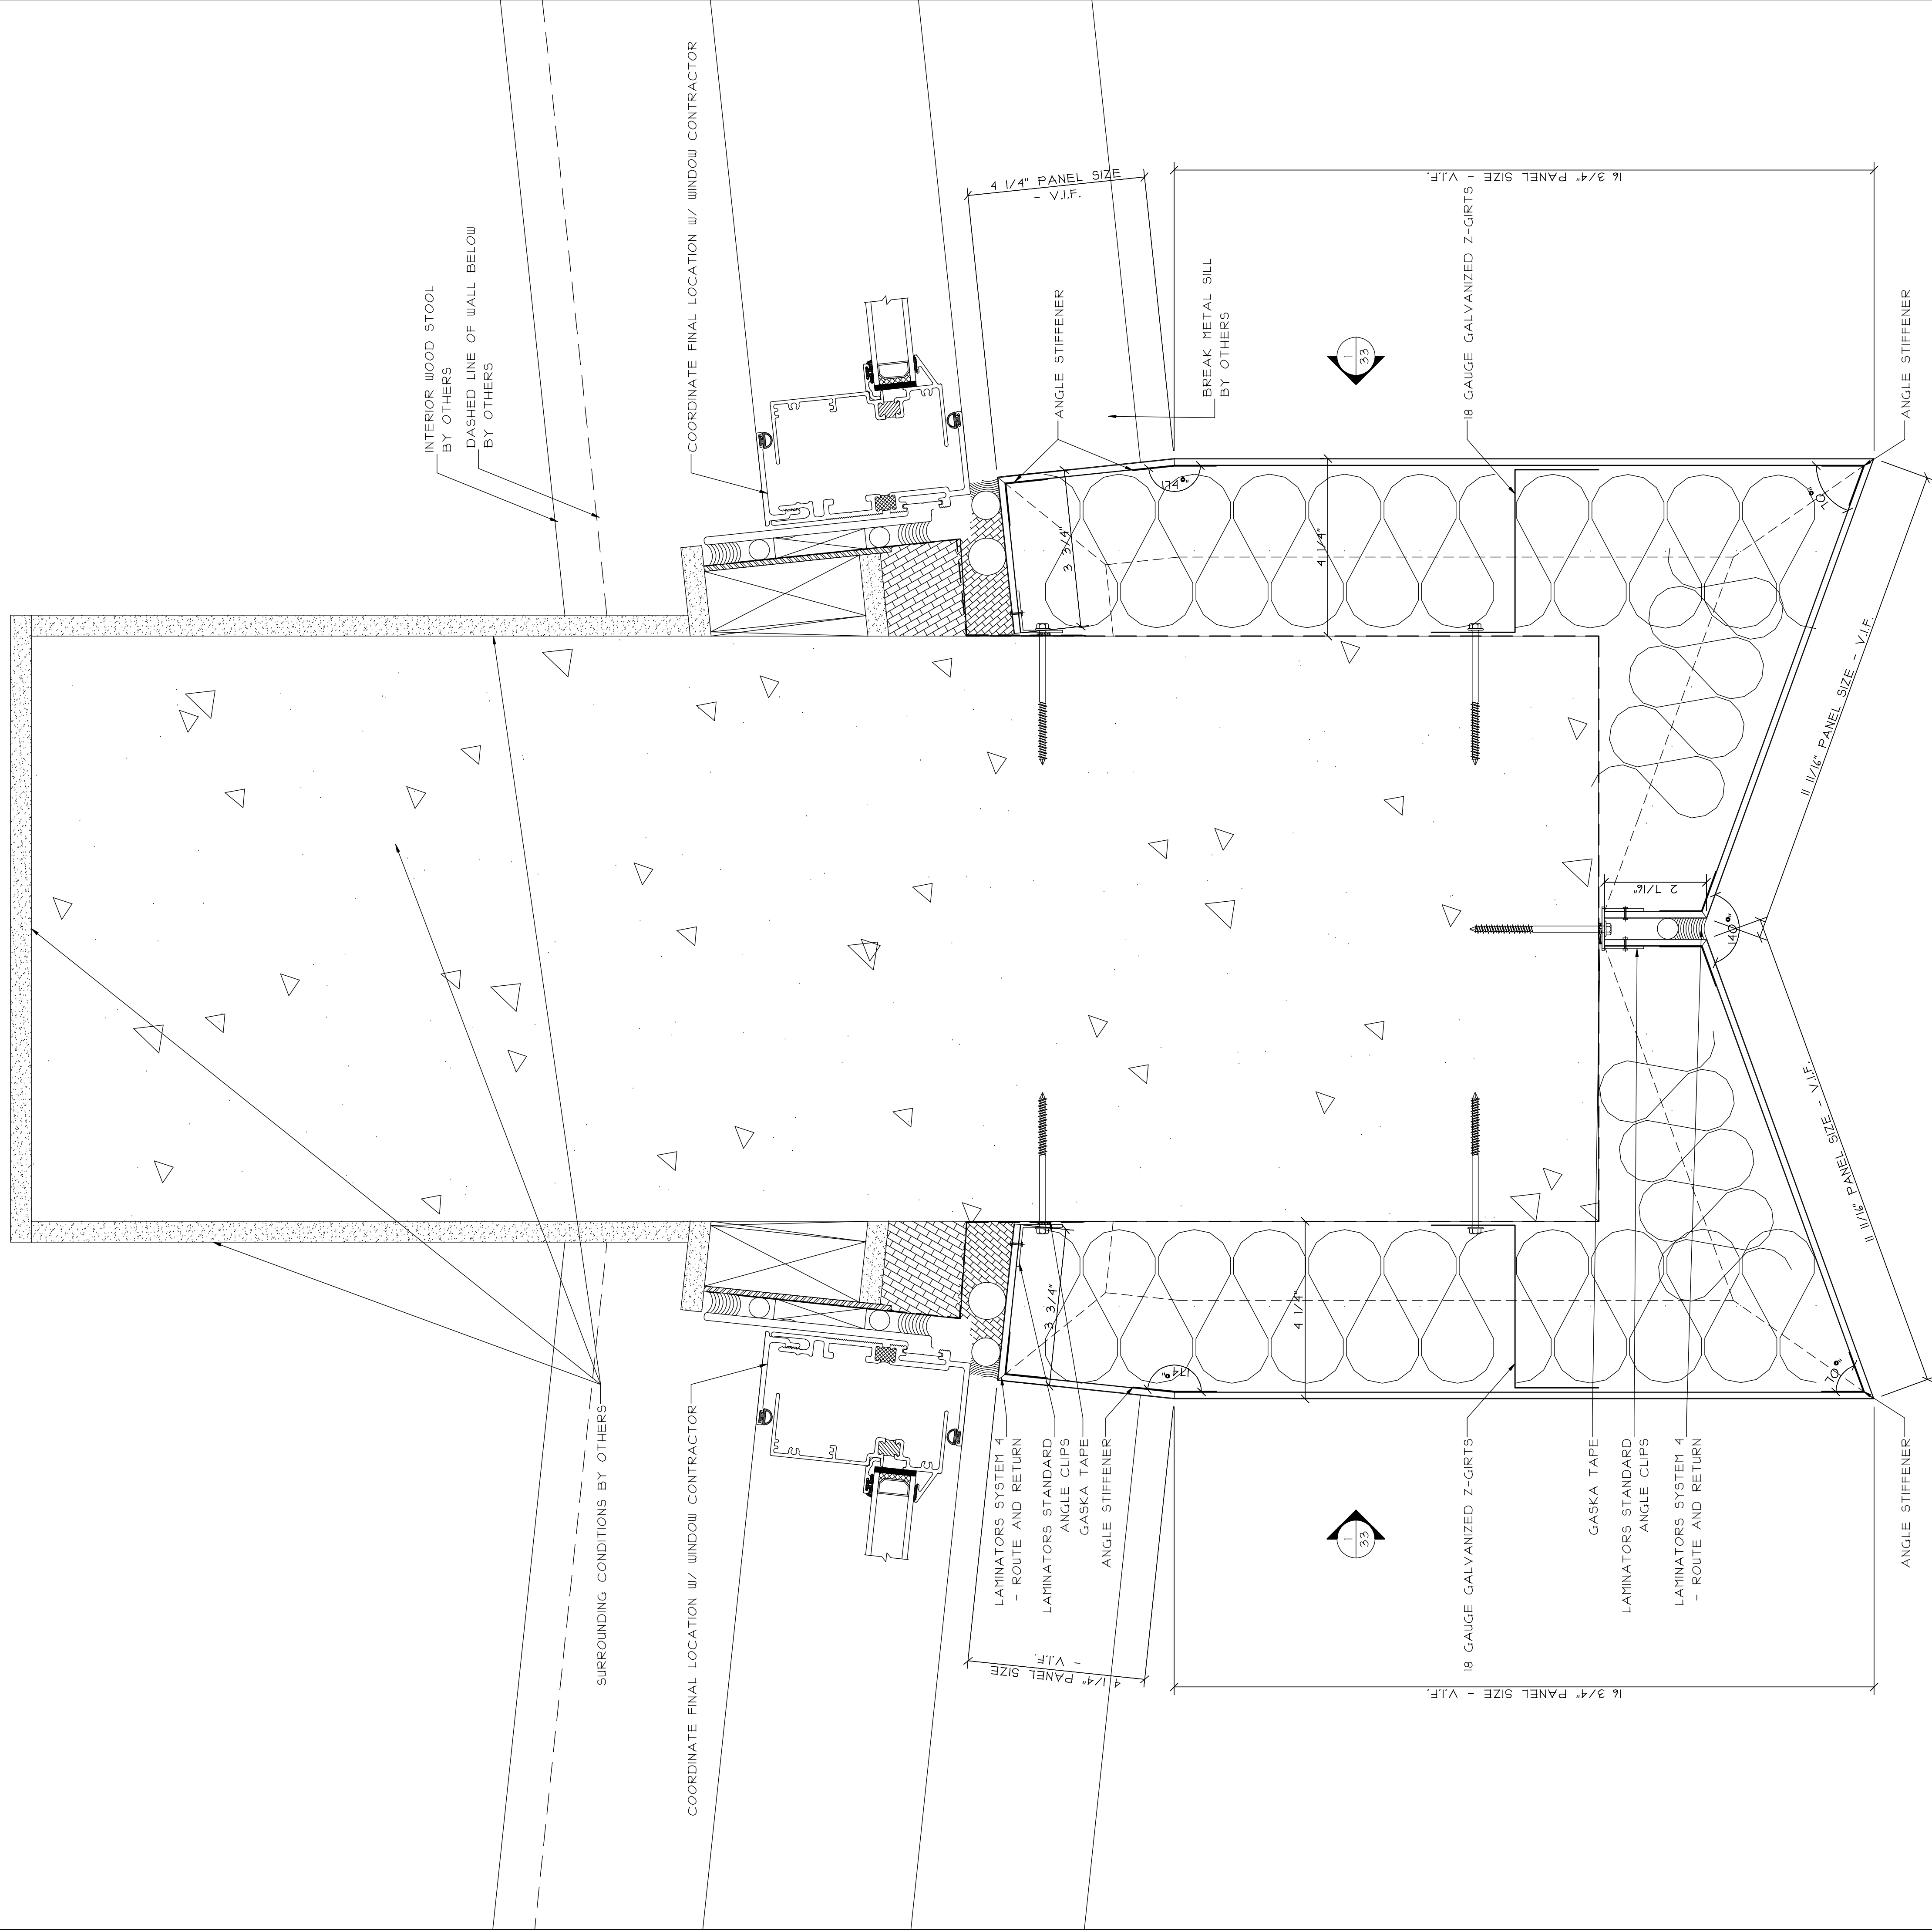 INTERIOR WOOD STOOL
BY OTHERS
DASHED LINE OF WALL BELOW
BY OTHERS
COORDINATE FINAL LOCATION W/ WINDOW CONTRACTOR
4 1/4" PANEL SIZE
- V.I.F.
16 3/4" PANEL SIZE - V.I.F.
ANGLE STIFFENER
BREAK METAL SILL
BY OTHERS
18 GAUGE GALVANIZED Z-GIRTS
1
33
ANGLE STIFFENER
174°
3 3/4"
4 1/4"
70°
11 11/16" PANEL SIZE - V.I.F.
2 7/16"
140°
11 11/16" PANEL SIZE - V.I.F.
3 3/4"
4 1/4"
174°
70°
SURROUNDING CONDITIONS BY OTHERS
COORDINATE FINAL LOCATION W/ WINDOW CONTRACTOR
LAMINATORS SYSTEM 4
- ROUTE AND RETURN
LAMINATORS STANDARD
ANGLE CLIPS
GASKA TAPE
ANGLE STIFFENER
18 GAUGE GALVANIZED Z-GIRTS
1
33
GASKA TAPE
LAMINATORS STANDARD
ANGLE CLIPS
LAMINATORS SYSTEM 4
- ROUTE AND RETURN
ANGLE STIFFENER
4 1/4" PANEL SIZE
- V.I.F.
16 3/4" PANEL SIZE - V.I.F.